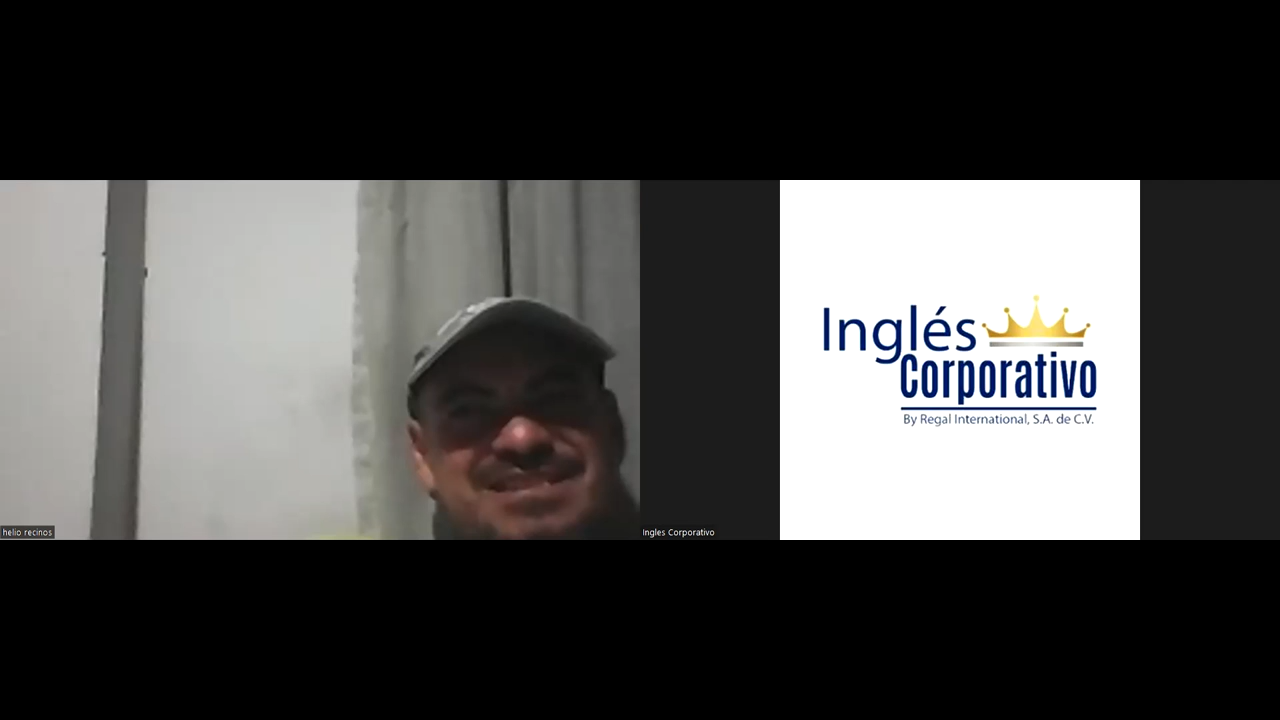 Inglés
Corporativo
By Regal International, S.A. de C.V.
helio recinos
Ingles Corporativo